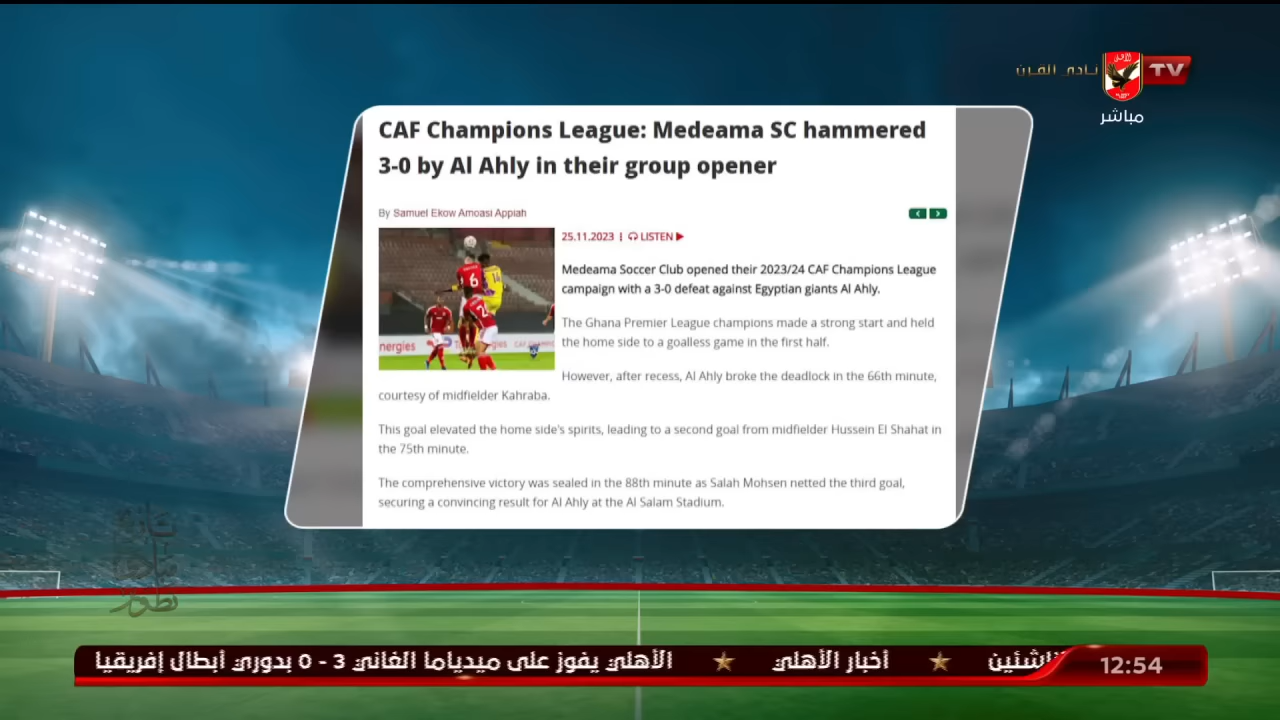 نادي القرن
TV
مباشر
CAF Champions League: Medeama SC hammered
3-0 by Al Ahly in their group opener
By Samuel Ekow Amoasi Appiah
25.11.2023 | LISTEN
Medeama Soccer Club opened their 2023/24 CAF Champions League
campaign with a 3-0 defeat against Egyptian giants Al Ahly.
The Ghana Premier League champions made a strong start and held
the home side to a goalless game in the first half.
However, after recess, Al Ahly broke the deadlock in the 66th minute,
courtesy of midfielder Kahraba.
This goal elevated the home side's spirits, leading to a second goal from midfielder Hussein El Shahat in
the 75th minute.
The comprehensive victory was sealed in the 88th minute as Salah Mohsen netted the third goal,
securing a convincing result for Al Ahly at the Al Salam Stadium.
6
14
2
nergies
ناشئين ★ أخبار الأهلي ★ الأهلي يفوز على ميدياما الغاني 3 - 0 بدوري أبطال إفريقيا
12:54